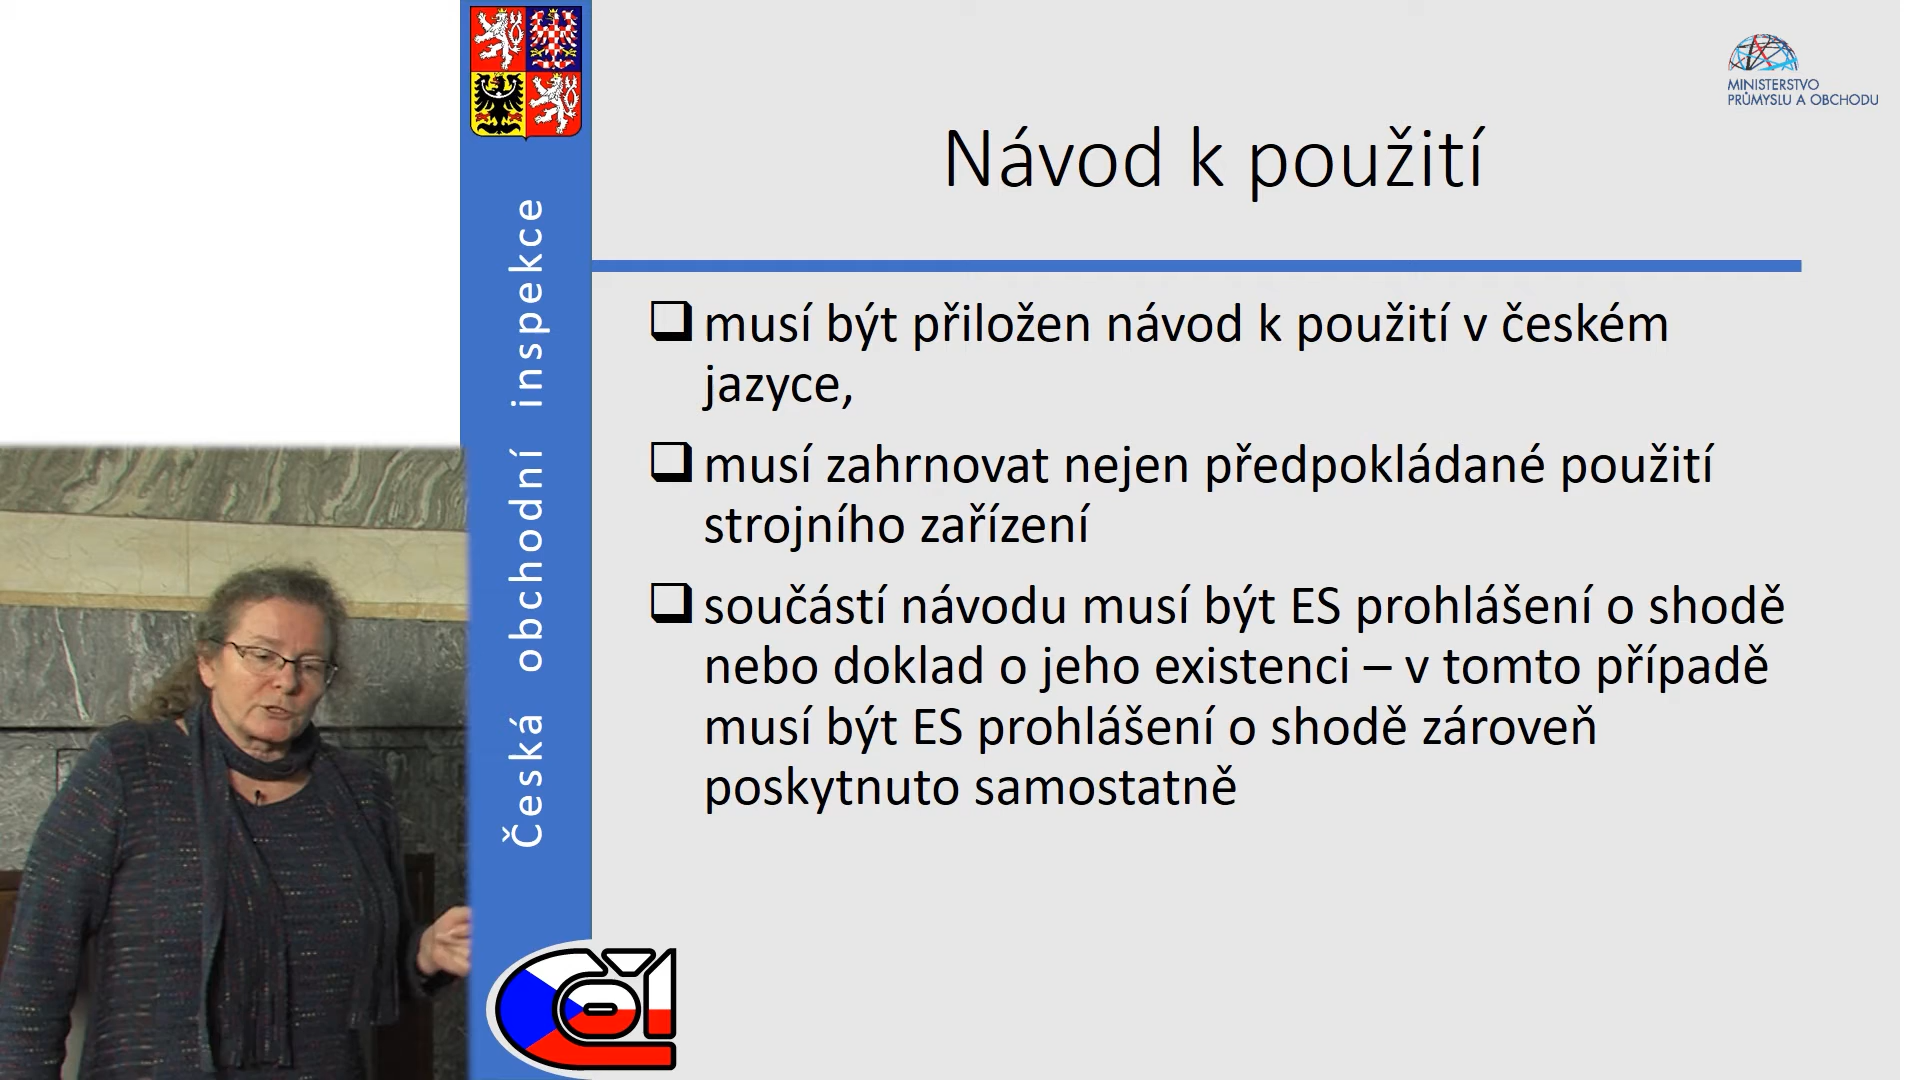 MINISTERSTVO
PRŮMYSLU A OBCHODU
Návod k použití
Česká obchodní inspekce
musí být přiložen návod k použití v českém
jazyce,
musí zahrnovat nejen předpokládané použití
strojního zařízení
součástí návodu musí být ES prohlášení o shodě
nebo doklad o jeho existenci – v tomto případě
musí být ES prohlášení o shodě zároveň
poskytnuto samostatně
ČOI